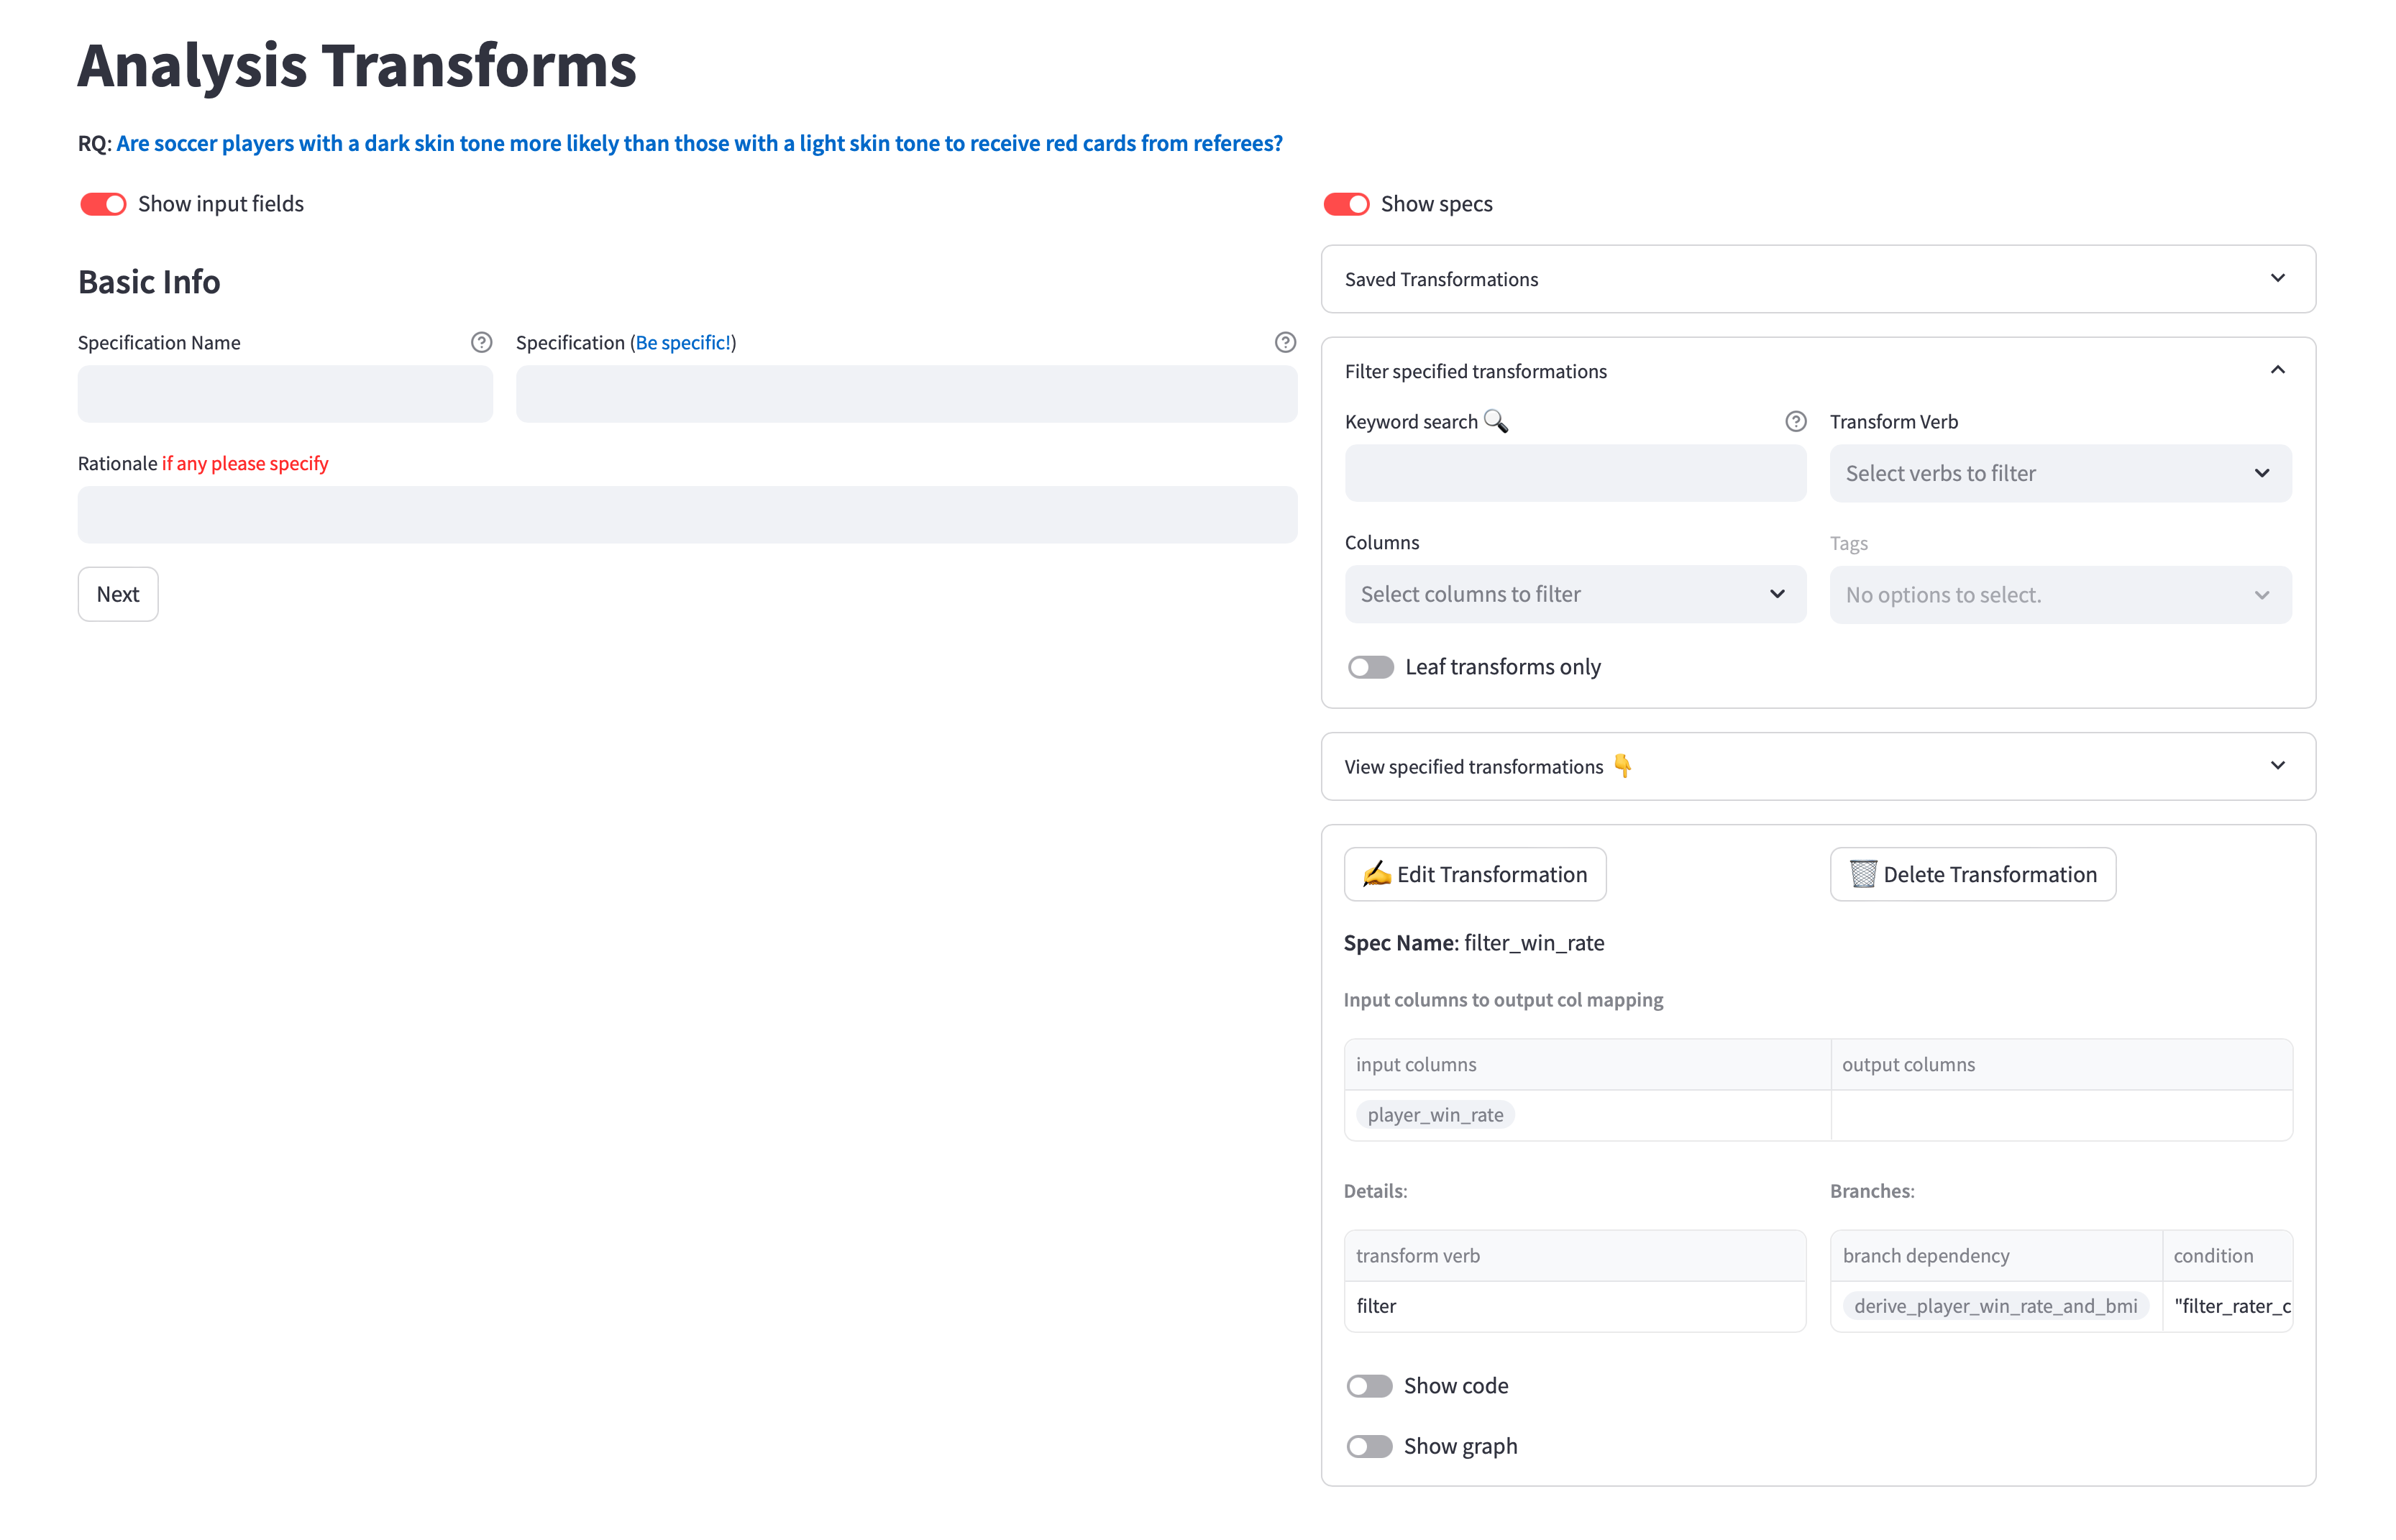 Analysis Transforms
RQ: Are soccer players with a dark skin tone more likely than those with a light skin tone to receive red cards from referees?
Show input fields
Basic Info
Specification Name
Specification (Be specific!)
Rationale if any please specify
Next
Show specs
Saved Transformations
Filter specified transformations
Keyword search 🔍
Transform Verb
Select verbs to filter
Columns
Select columns to filter
Tags
No options to select.
Leaf transforms only
View specified transformations 👇
✍️ Edit Transformation
🗑️ Delete Transformation
Spec Name: filter_win_rate
Input columns to output col mapping
input columns
output columns
player_win_rate
Details:
transform verb
filter
Branches:
branch dependency
condition
derive_player_win_rate_and_bmi
"filter_rater_c
Show code
Show graph